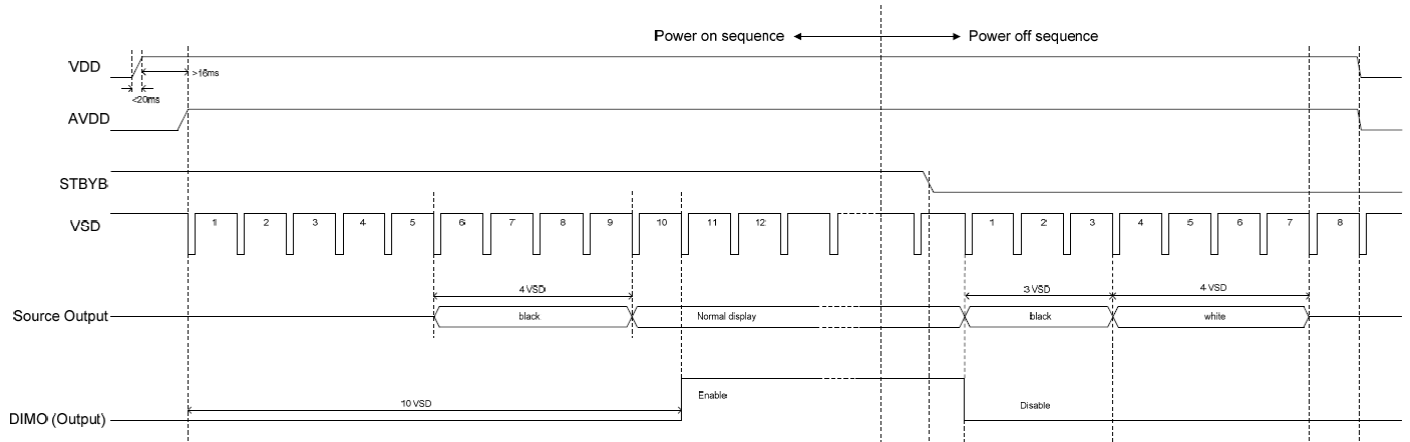 Power on sequence
Power off sequence
VDD
>16ms
<20ms
AVDD
STBYB
VSD
1 2 3 4 5 6 7 8 9 10 11 12 1 2 3 4 5 6 7 8
4 VSD
3 VSD
4 VSD
Source Output
black
Normal display
black
white
Enable
10 VSD
Disable
DIMO (Output)